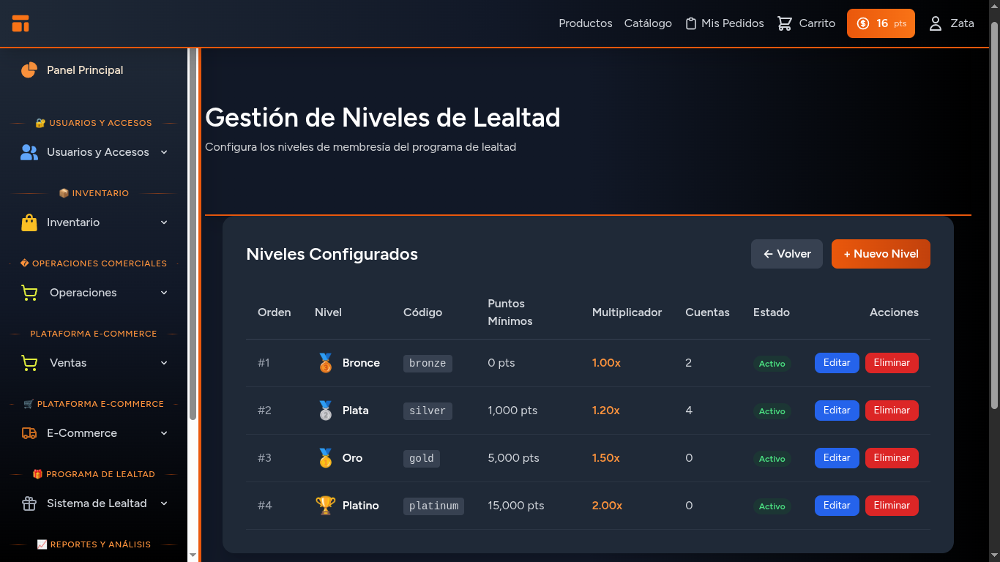 Productos Catálogo Mis Pedidos Carrito 16 pts Zata
Panel Principal
🔐 USUARIOS Y ACCESOS
Usuarios y Accesos
📦 INVENTARIO
Inventario
� OPERACIONES COMERCIALES
Operaciones
PLATAFORMA E-COMMERCE
Ventas
🛒 PLATAFORMA E-COMMERCE
E-Commerce
🎁 PROGRAMA DE LEALTAD
Sistema de Lealtad
📈 REPORTES Y ANÁLISIS
Gestión de Niveles de Lealtad
Configura los niveles de membresía del programa de lealtad
Niveles Configurados
← Volver
+ Nuevo Nivel
Orden Nivel Código Puntos Mínimos Multiplicador Cuentas Estado Acciones
#1 🥉 Bronce bronze 0 pts 1.00x 2 Activo Editar Eliminar
#2 🥈 Plata silver 1,000 pts 1.20x 4 Activo Editar Eliminar
#3 🥇 Oro gold 5,000 pts 1.50x 0 Activo Editar Eliminar
#4 🏆 Platino platinum 15,000 pts 2.00x 0 Activo Editar Eliminar